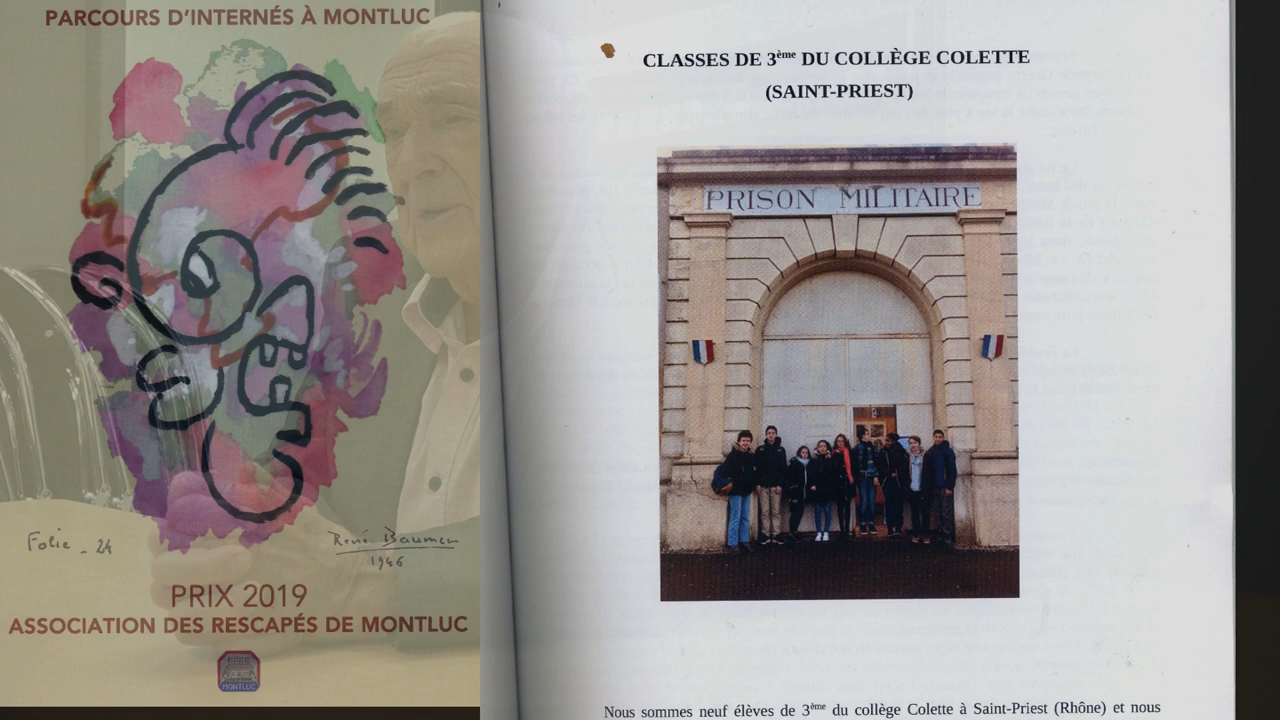 PARCOURS D'INTERNÉS À MONTLUC
Folie - 24
René Baumer
1946
PRIX 2019
ASSOCIATION DES RESCAPÉS DE MONTLUC
MONTLUC
CLASSES DE 3ème DU COLLÈGE COLETTE
(SAINT-PRIEST)
PRISON MILITAIRE
Nous sommes neuf élèves de 3ème du collège Colette à Saint-Priest (Rhône) et nous